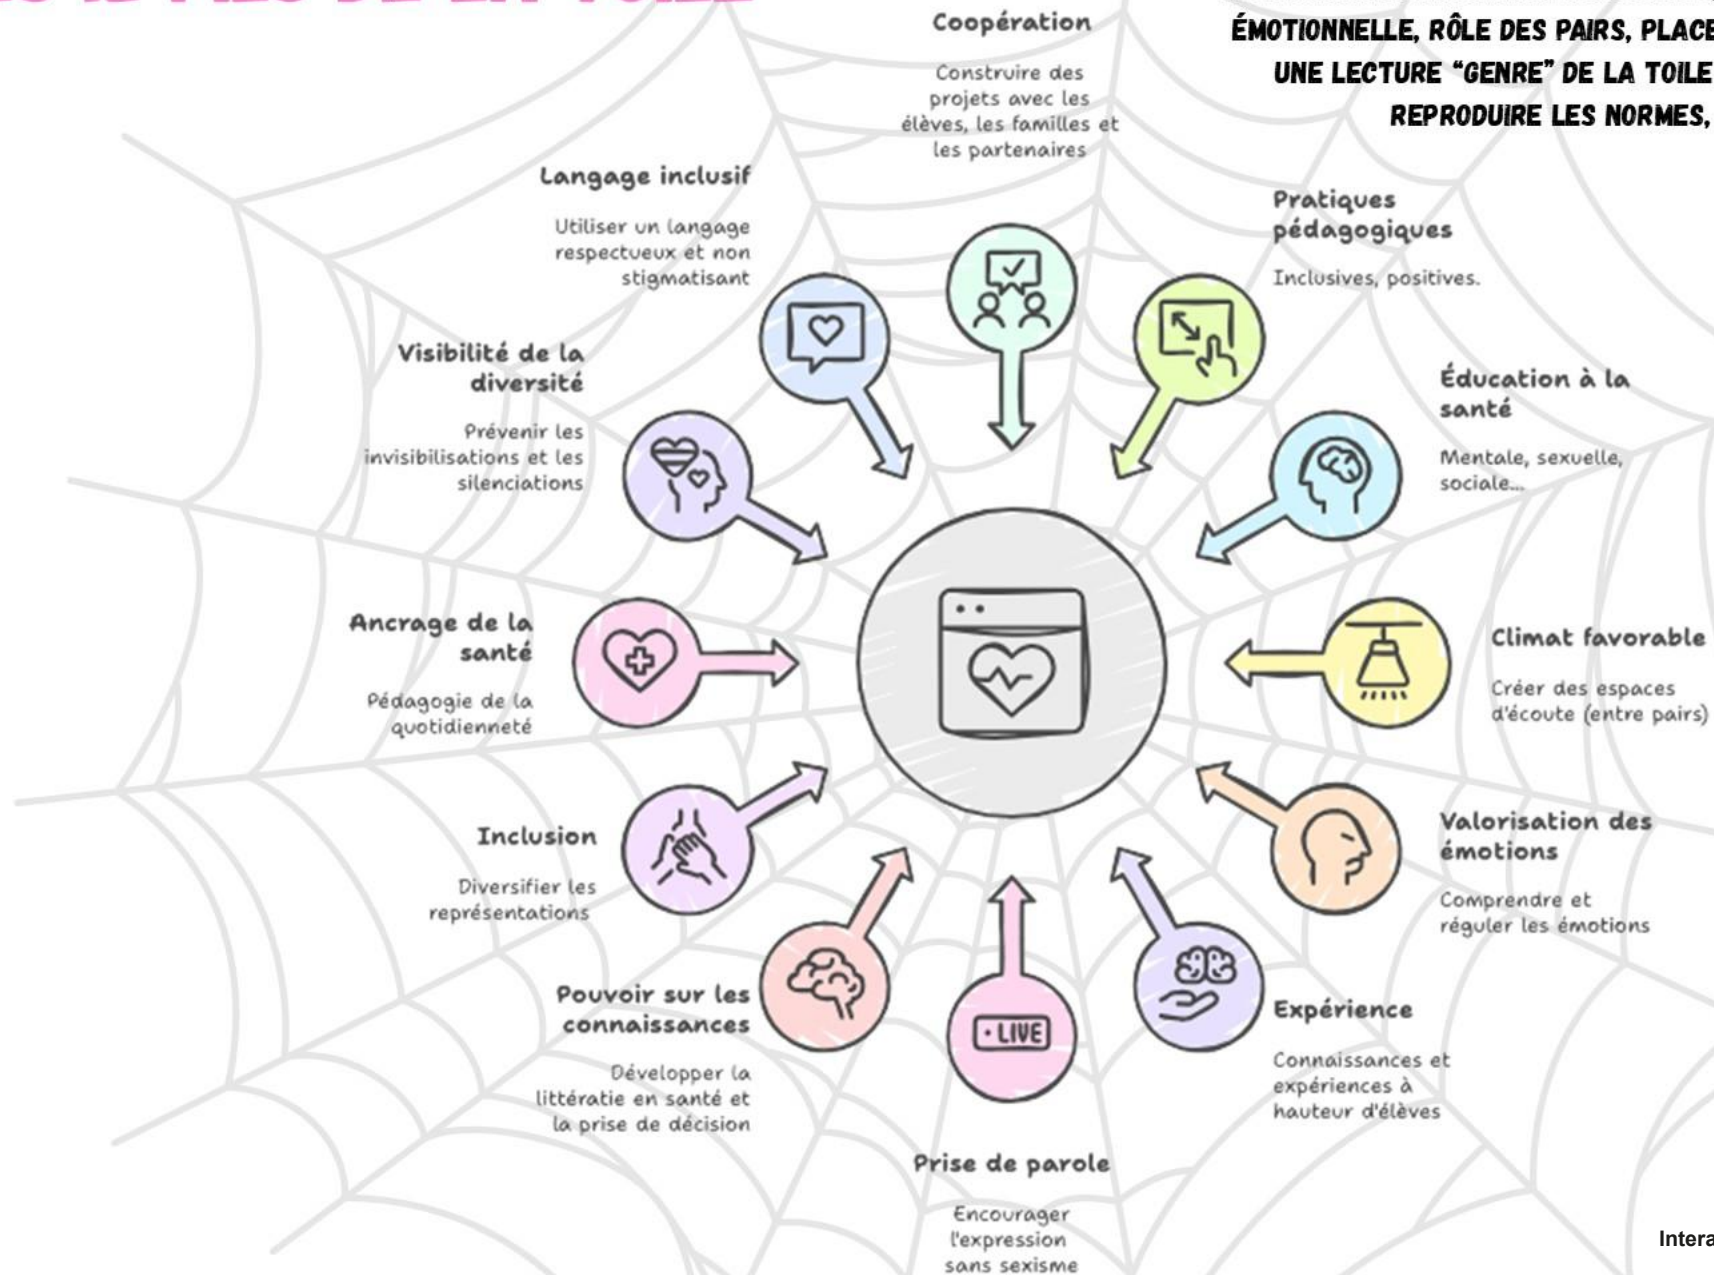 DE LA TOILE
ÉMOTIONNELLE, RÔLE DES PAIRS, PLACE
UNE LECTURE “GENRE” DE LA TOILE
REPRODUIRE LES NORMES,
Coopération
Construire des
projets avec les
élèves, les familles et
les partenaires
Langage inclusif
Utiliser un langage
respectueux et non
stigmatisant
Pratiques
pédagogiques
Inclusives, positives.
Visibilité de la
diversité
Prévenir les
invisibilisations et les
silenciations
Éducation à la
santé
Mentale, sexuelle,
sociale...
Ancrage de la
santé
Pédagogie de la
quotidienneté
Climat favorable
Créer des espaces
d'écoute (entre pairs)
Inclusion
Diversifier les
représentations
Valorisation des
émotions
Comprendre et
réguler les émotions
Pouvoir sur les
connaissances
Développer la
littératie en santé et
la prise de décision
• LIVE
Expérience
Connaissances et
expériences à
hauteur d'élèves
Prise de parole
Encourager
l'expression
sans sexisme
Intera